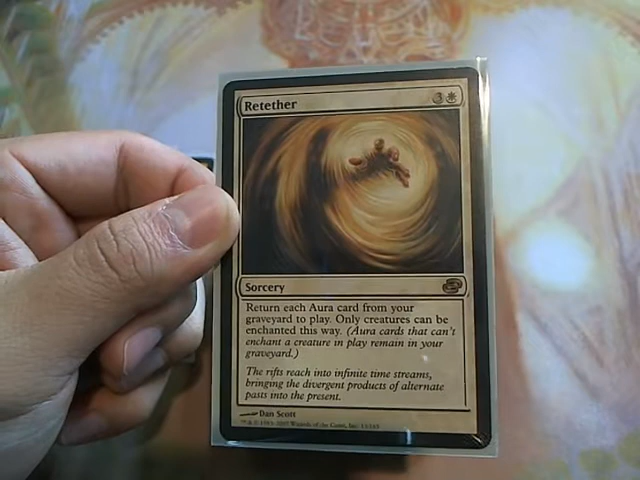 Retether
3
Sorcery
Return each Aura card from your
graveyard to play. Only creatures can be
enchanted this way. (Aura cards that can't
enchant a creature in play remain in your
graveyard.)
The rifts reach into infinite time streams,
bringing the divergent products of alternate
pasts into the present.
Dan Scott
™ & © 1993-2007 Wizards of the Coast, Inc.